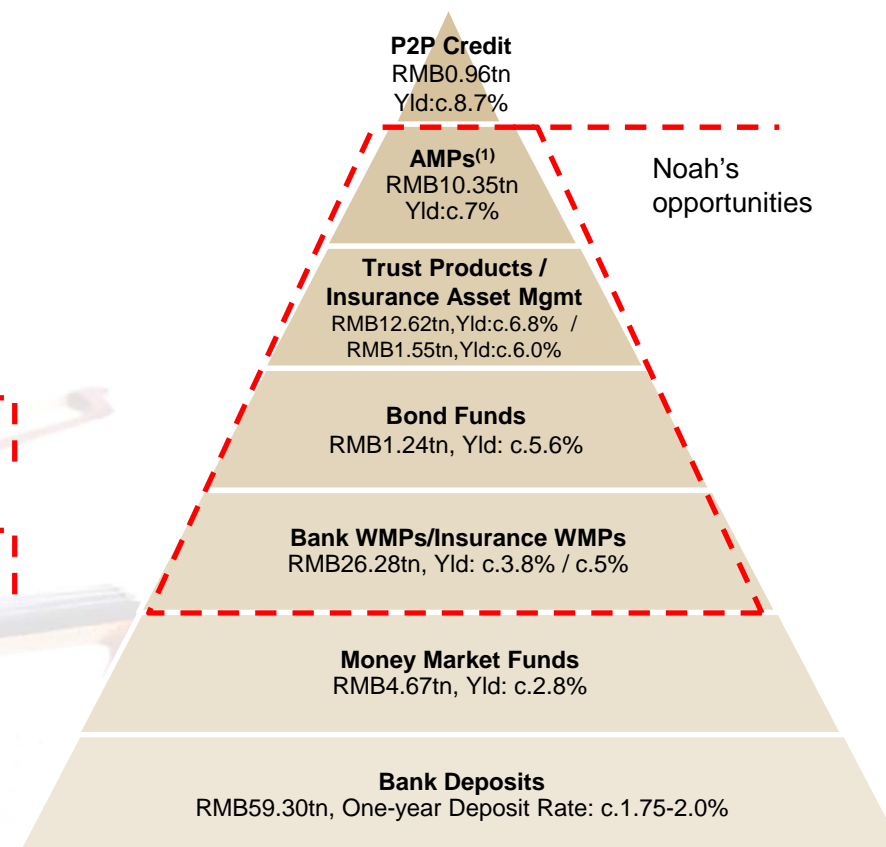 P2P Credit
RMB0.96tn
Yld:c.8.7%
AMPs(1)
RMB10.35tn
Yld:c.7%
Noah's
opportunities
Trust Products /
Insurance Asset Mgmt
RMB12.62tn,Yld:c.6.8% /
RMB1.55tn,Yld:c.6.0%
Bond Funds
RMB1.24tn, Yld: c.5.6%
Bank WMPs/Insurance WMPs
RMB26.28tn, Yld: c.3.8% / c.5%
Money Market Funds
RMB4.67tn, Yld: c.2.8%
Bank Deposits
RMB59.30tn, One-year Deposit Rate: c.1.75-2.0%